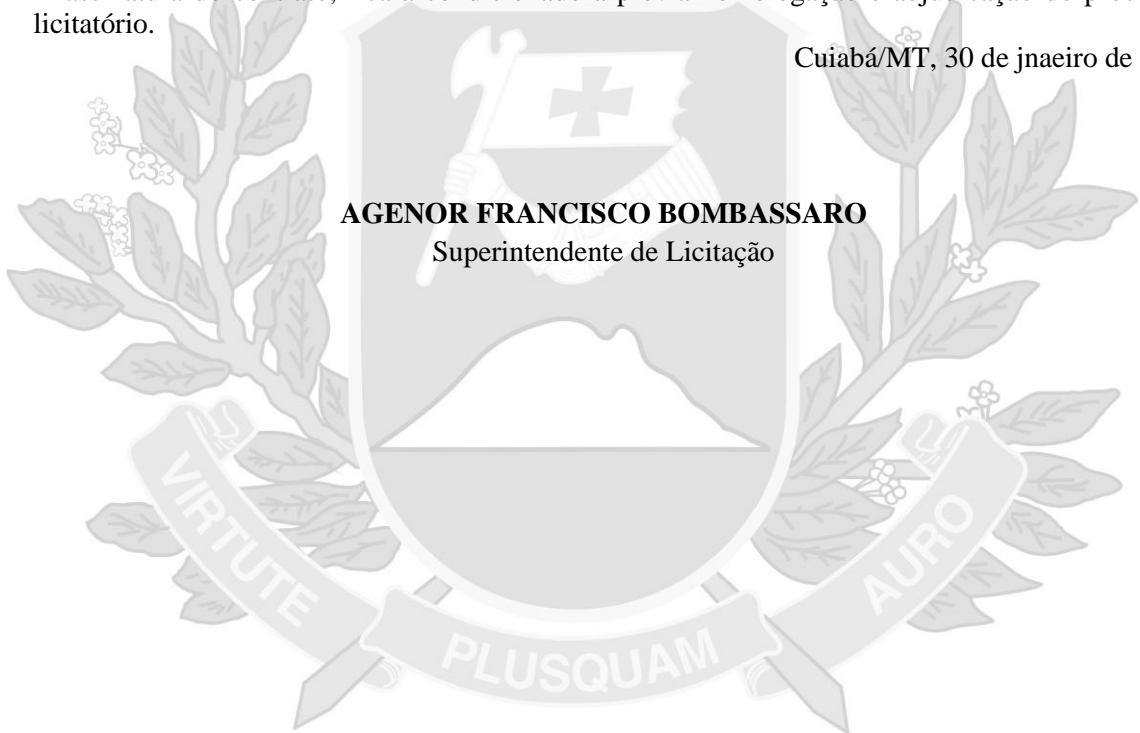 licitatório.
Cuiabá/MT, 30 de jnaeiro de
AGENOR FRANCISCO BOMBASSARO
Superintendente de Licitação
VIRTUTE
PLUSQUAM
AURO